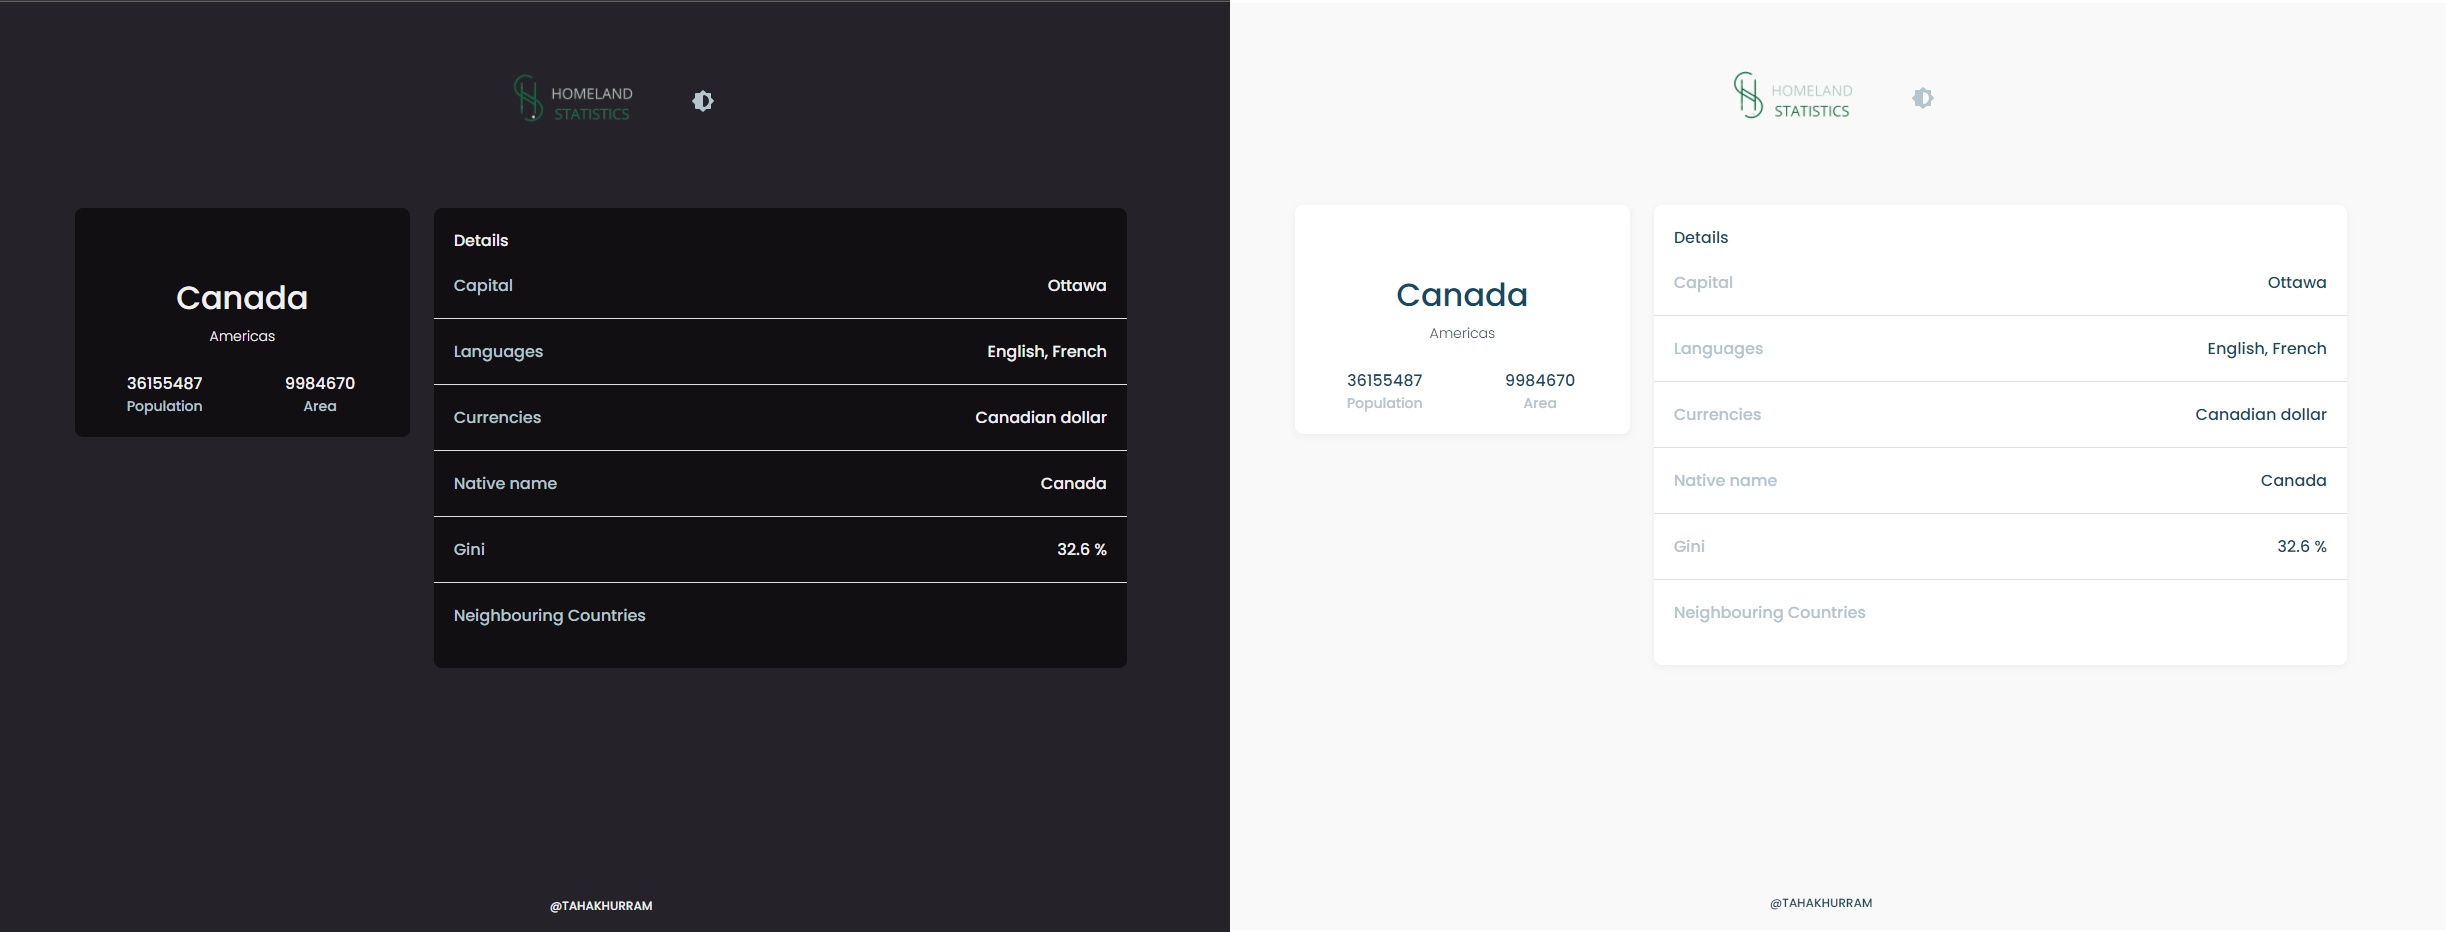 HOMELAND
STATISTICS
Canada
Americas
36155487 9984670
Population Area
Details
Capital Ottawa
Languages English, French
Currencies Canadian dollar
Native name Canada
Gini 32.6 %
Neighbouring Countries
@TAHAKHURRAM
HOMELAND
STATISTICS
Canada
Americas
36155487 9984670
Population Area
Details
Capital Ottawa
Languages English, French
Currencies Canadian dollar
Native name Canada
Gini 32.6 %
Neighbouring Countries
@TAHAKHURRAM